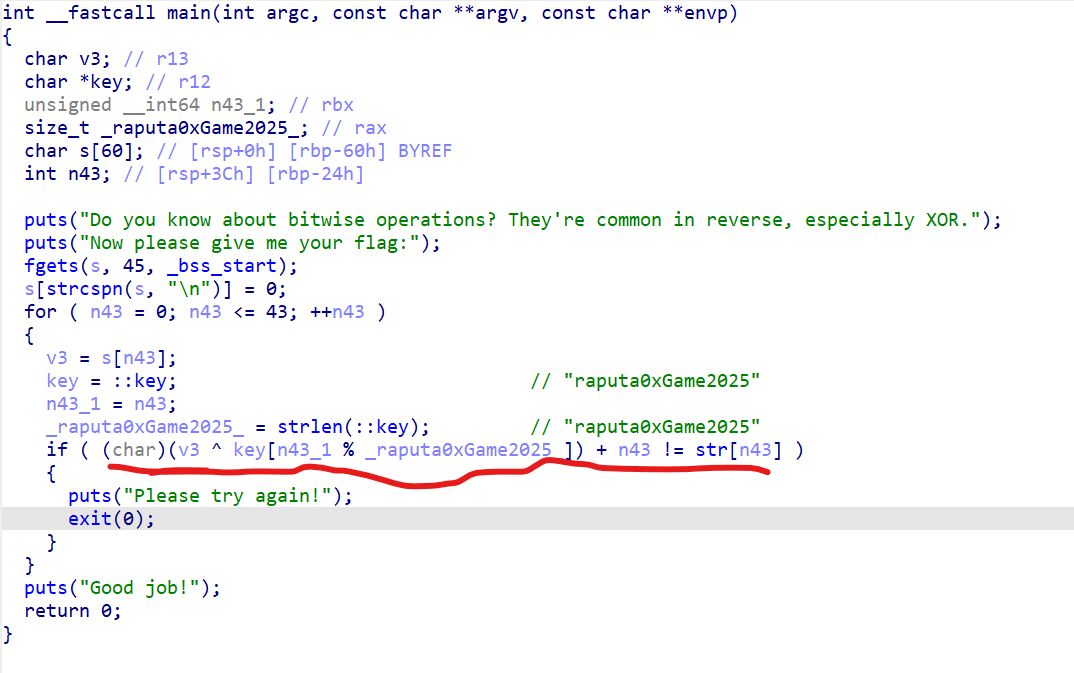 int __fastcall main(int argc, const char **argv, const char **envp)
{
  char v3; // r13
  char *key; // r12
  unsigned __int64 n43_1; // rbx
  size_t _raputa0xGame2025_; // rax
  char s[60]; // [rsp+0h] [rbp-60h] BYREF
  int n43; // [rsp+3Ch] [rbp-24h]

  puts("Do you know about bitwise operations? They're common in reverse, especially XOR.");
  puts("Now please give me your flag:");
  fgets(s, 45, _bss_start);
  s[strcspn(s, "\n")] = 0;
  for ( n43 = 0; n43 <= 43; ++n43 )
  {
    v3 = s[n43];
    key = ::key;                                // "raputa0xGame2025"
    n43_1 = n43;
    _raputa0xGame2025_ = strlen(::key);         // "raputa0xGame2025"
    if ( (char)(v3 ^ key[n43_1 % _raputa0xGame2025_]) + n43 != str[n43] )
    {
      puts("Please try again!");
      exit(0);
    }
  }
  puts("Good job!");
  return 0;
}